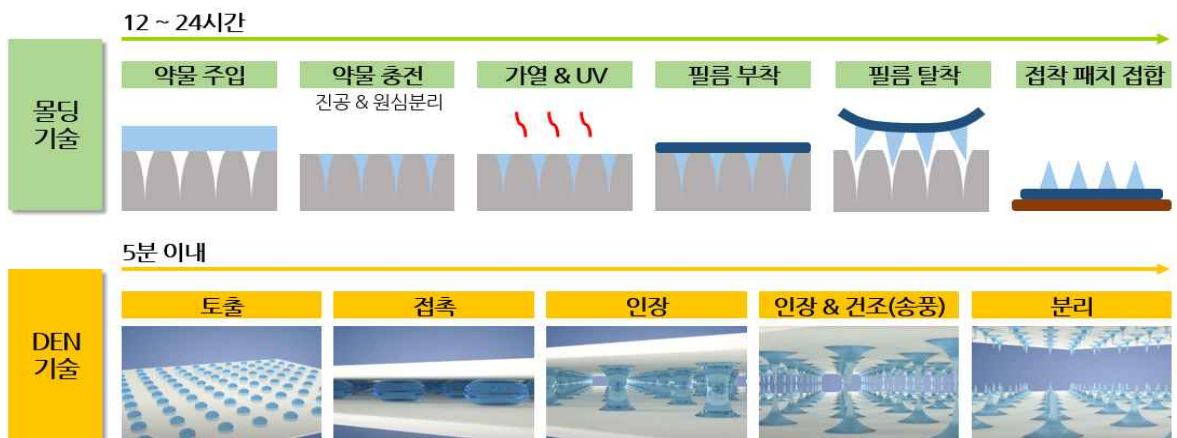 12 ~ 24시간
몰딩
기술
약물 주입
약물 충전
진공 & 원심분리
가열 & UV
필름 부착
필름 탈착
접착 패치 접합
5분 이내
DEN
기술
토출
접촉
인장
인장 & 건조(송풍)
분리